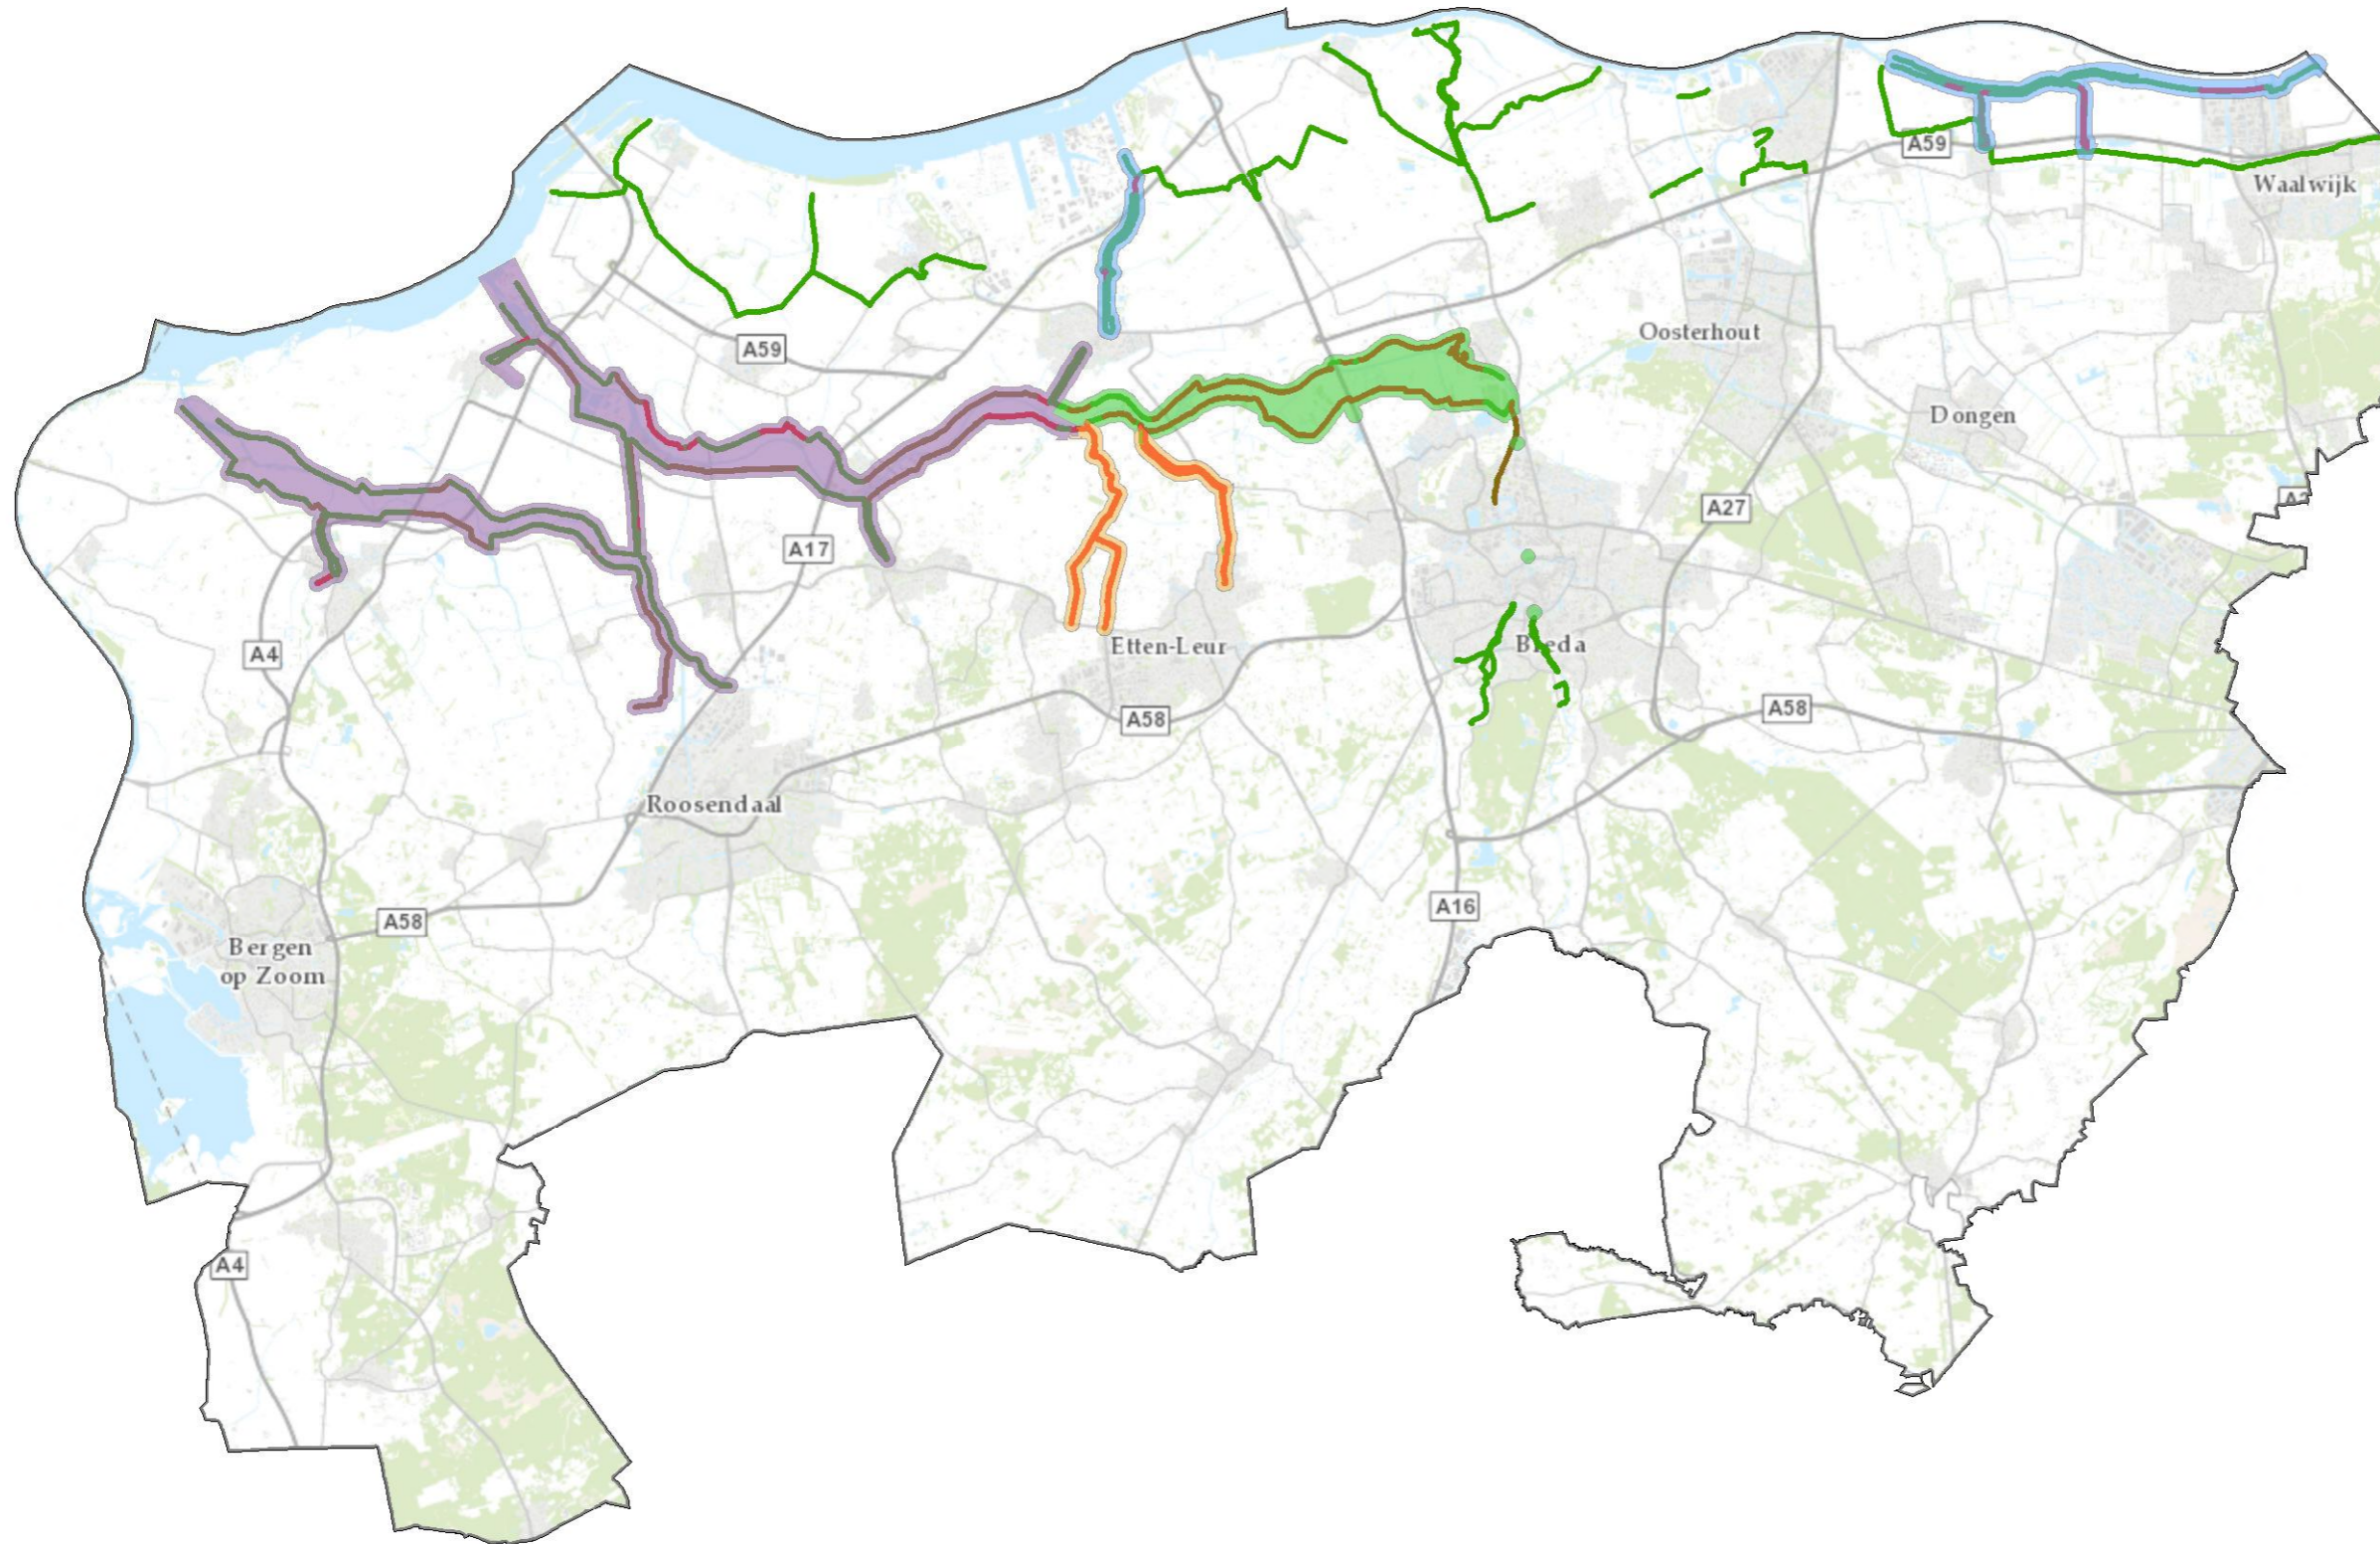 A59
Waalwijk
A59
Oosterhout
Dongen
A27
A17
A4
Etten-Leur
Breda
A58
A58
Roosendaal
A16
A58
Bergen
op Zoom
A4